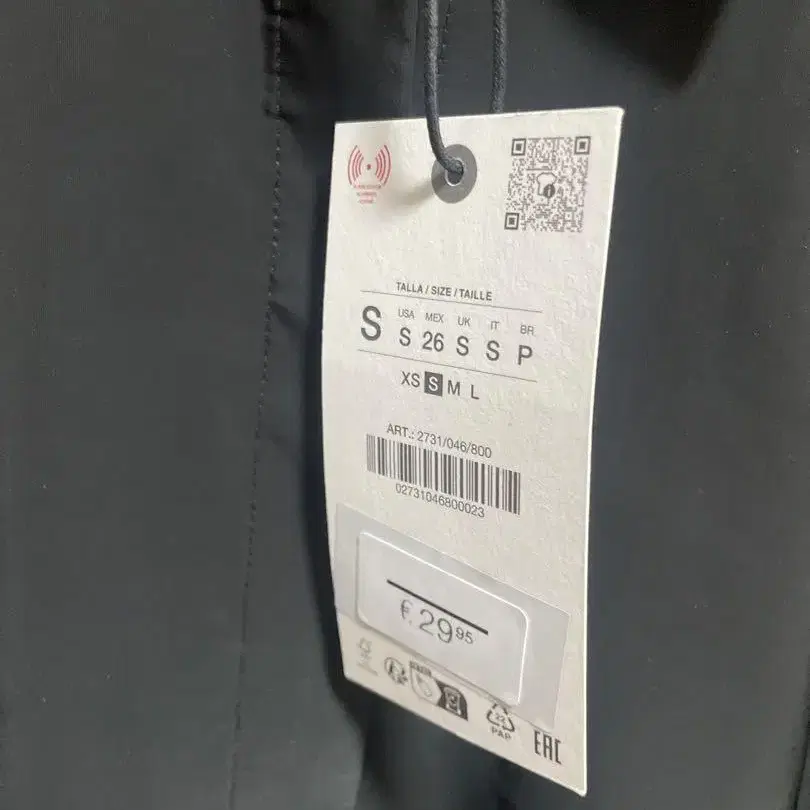 TALLA / SIZE / TAILLE
USA MEX UK IT BR
S S 26 S S P
XS S M L
ART.: 2731/046/800
02731046800023
€. 29 95
22
PAP
EAC